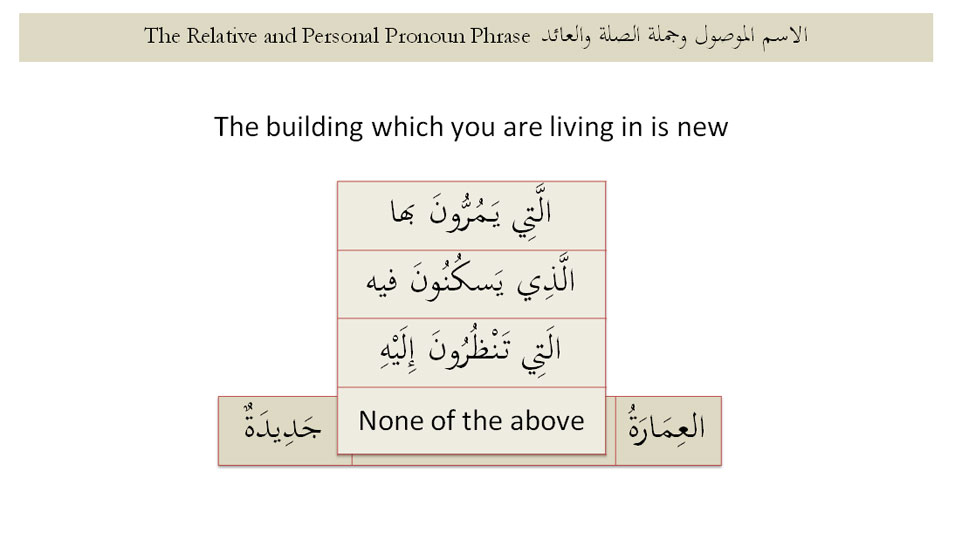 The Relative and Personal Pronoun Phrase الاسم الموصول وجملة الصلة والعائد
The building which you are living in is new
الَّتِي يَمُرُّونَ بها
الَّذِي يَسكُنُونَ فيه
الَتِي تَنْظُرُونَ إِلَيْهِ
None of the above
العِمَارَةُ
جَدِيدَةٌ